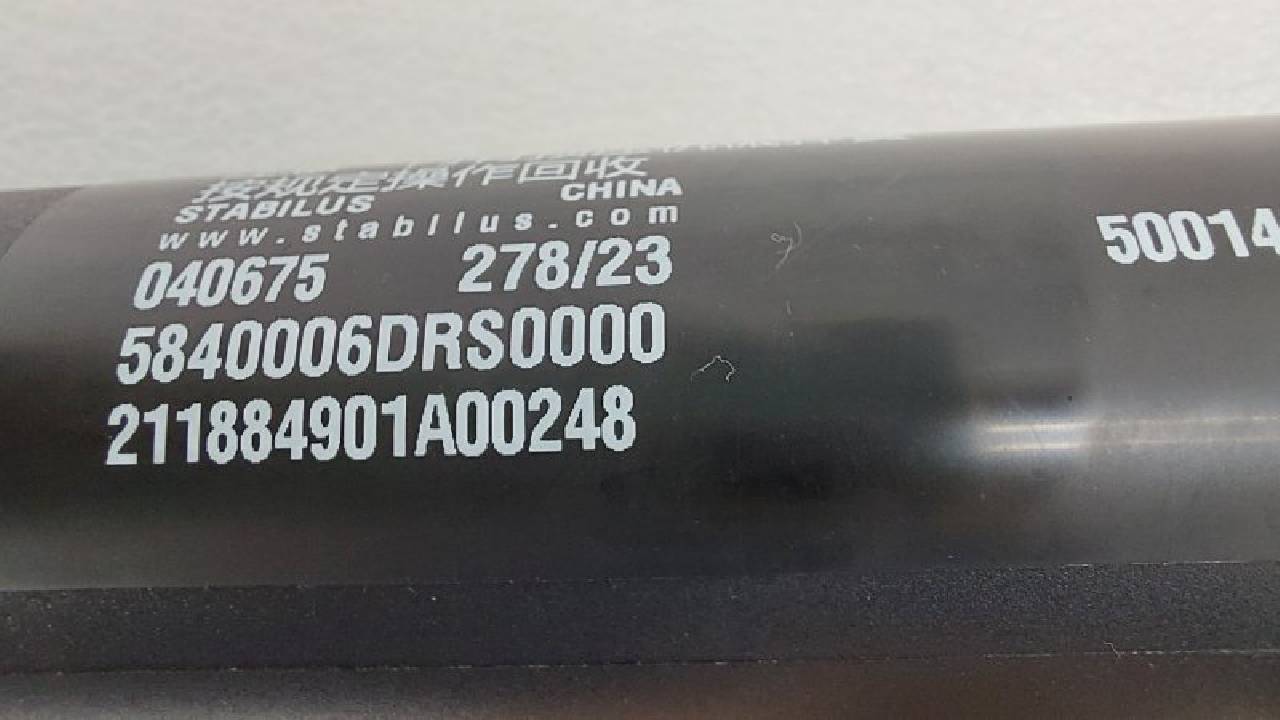 按规定操作回收
STABILUS CHINA
www.stabilus.com
040675 278/23
5840006DRS0000
211884901A00248
50014